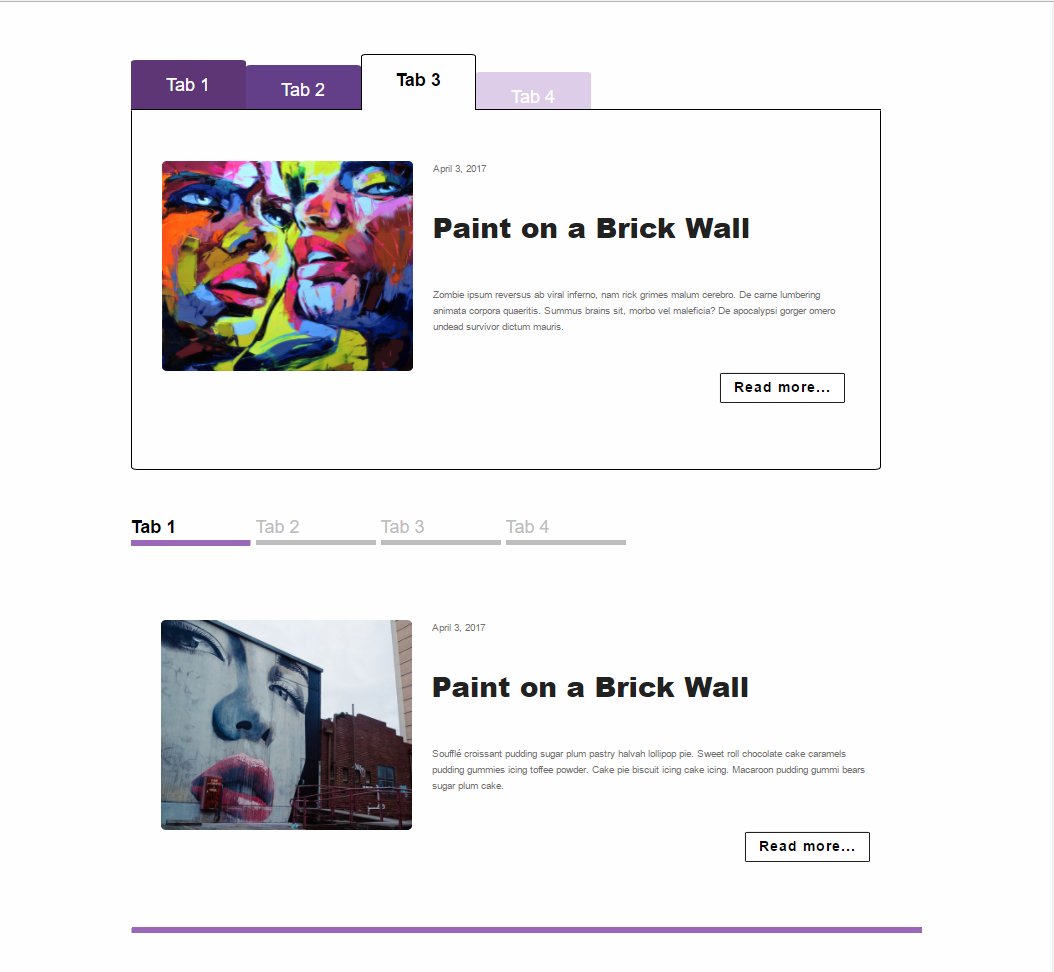 Tab 1
Tab 2
Tab 3
Tab 4
April 3, 2017
Paint on a Brick Wall
Zombie ipsum reversus ab viral inferno, nam rick grimes malum cerebro. De carne lumbering
animata corpora quaeritis. Summus brains sit, morbo vel maleficia? De apocalypsi gorger omero
undead survivor dictum mauris.
Read more...
Tab 1
Tab 2
Tab 3
Tab 4
April 3, 2017
Paint on a Brick Wall
Soufflé croissant pudding sugar plum pastry halvah lollipop pie. Sweet roll chocolate cake caramels
pudding gummies icing toffee powder. Cake pie biscuit icing cake icing. Macaroon pudding gummi bears
sugar plum cake.
Read more...